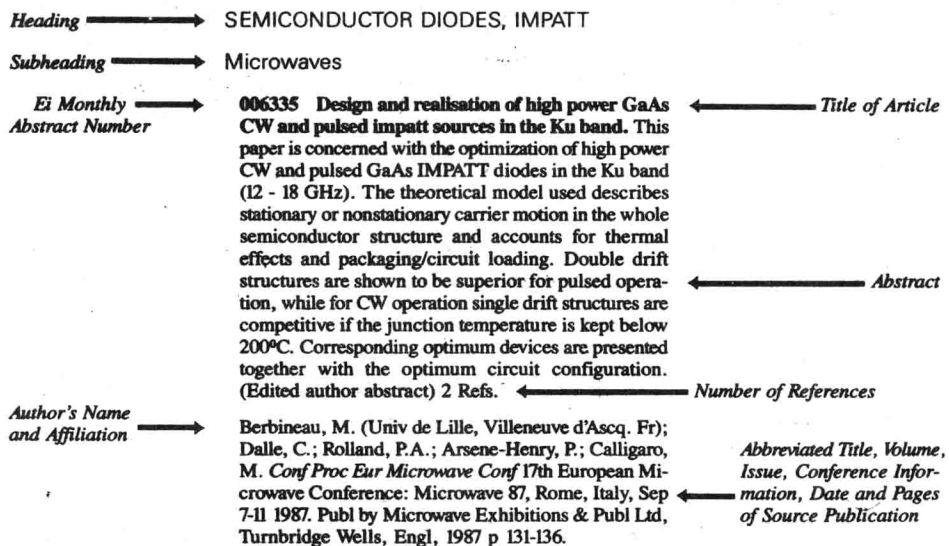 Heading SEMICONDUCTOR DIODES, IMPATT
Subheading Microwaves
Ei Monthly
Abstract Number
006335 Design and realisation of high power GaAs
CW and pulsed impatt sources in the Ku band. This
paper is concerned with the optimization of high power
CW and pulsed GaAs IMPATT diodes in the Ku band
(12 - 18 GHz). The theoretical model used describes
stationary or nonstationary carrier motion in the whole
semiconductor structure and accounts for thermal
effects and packaging/circuit loading. Double drift
structures are shown to be superior for pulsed opera-
tion, while for CW operation single drift structures are
competitive if the junction temperature is kept below
200°C. Corresponding optimum devices are presented
together with the optimum circuit configuration.
(Edited author abstract) 2 Refs.
Title of Article
Abstract
Number of References
Author's Name
and Affiliation
Berbineau, M. (Univ de Lille, Villeneuve d'Ascq. Fr);
Dalle, C.; Rolland, P.A.; Arsene-Henry, P.; Calligaro,
M. Conf Proc Eur Microwave Conf 17th European Mi-
crowave Conference: Microwave 87, Rome, Italy, Sep
7-11 1987. Publ by Microwave Exhibitions & Publ Ltd,
Turnbridge Wells, Engl, 1987 p 131-136.
Abbreviated Title, Volume,
Issue, Conference Infor-
mation, Date and Pages
of Source Publication